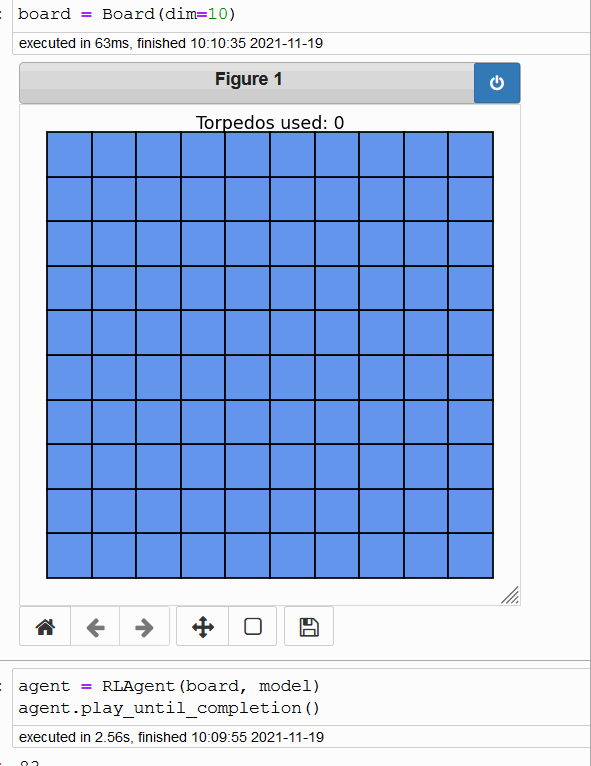 : board = Board(dim=10)
executed in 63ms, finished 10:10:35 2021-11-19
Figure 1
Torpedos used: 0
: agent = RLAgent(board, model)
agent.play_until_completion()
executed in 2.56s, finished 10:09:55 2021-11-19